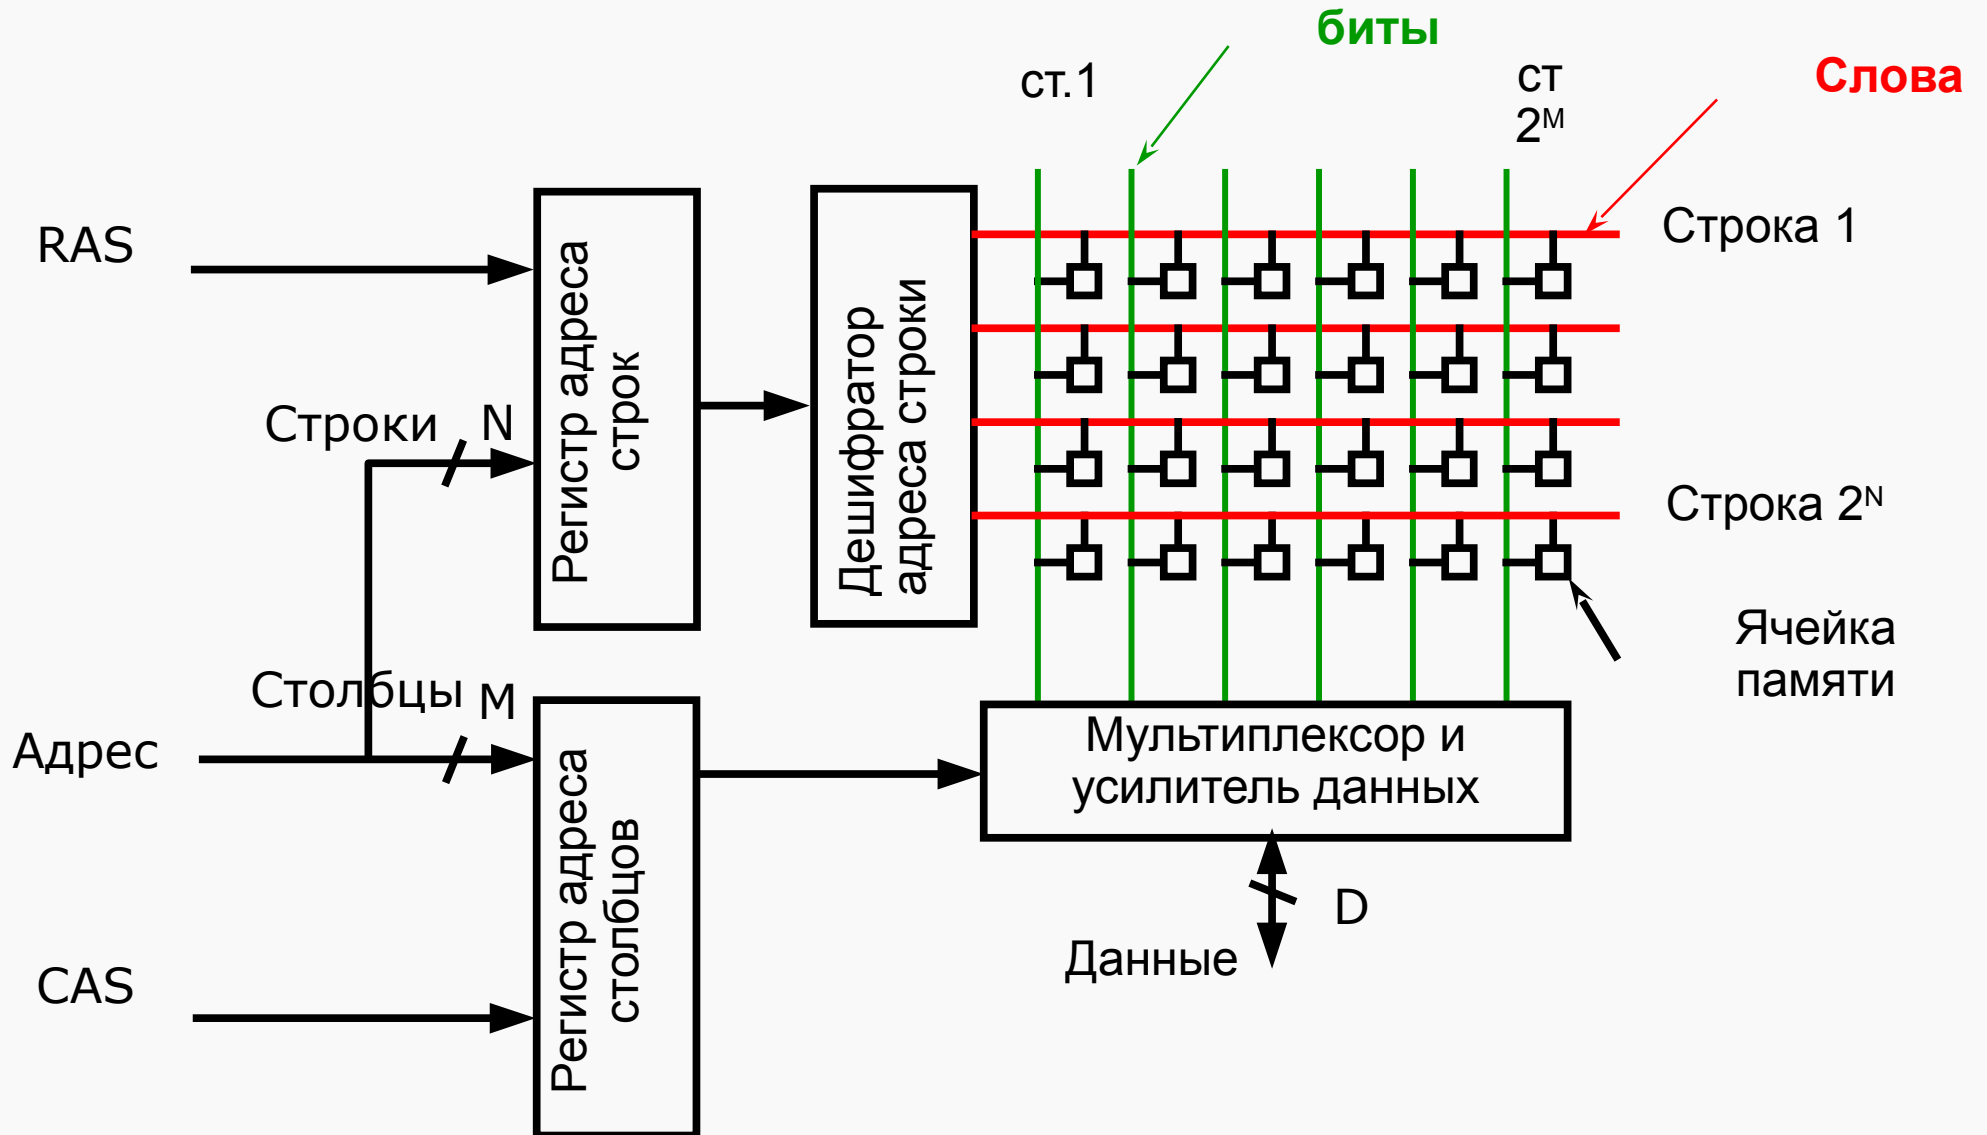 биты
ст.1
ст
2ᴹ
Слова
RAS
Строка 1
Регистр адреса
строк
Дешифратор
адреса строки
Строки N
Строка 2ᴺ
Ячейка
памяти
Столбцы M
Адрес
Мультиплексор и
усилитель данных
Регистр адреса
столбцов
D
Данные
CAS